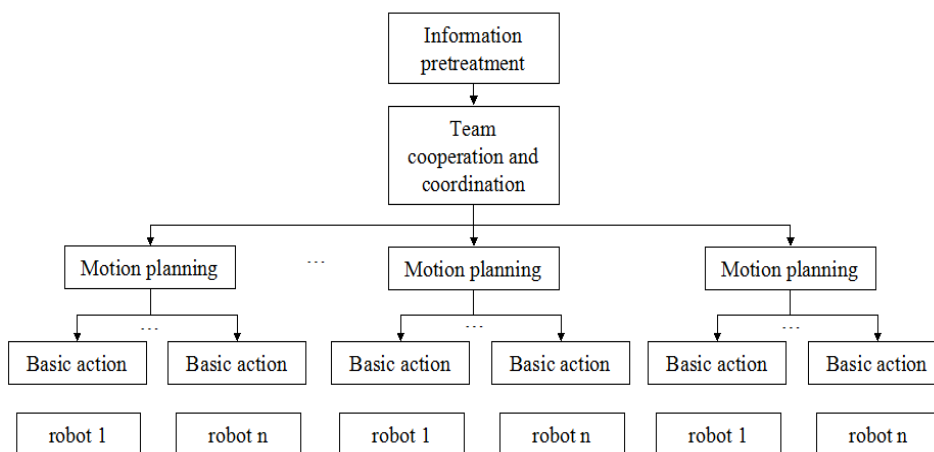 Information
pretreatment
Team
cooperation and
coordination
Motion planning
...
Motion planning
Motion planning
...
...
...
Basic action
Basic action
Basic action
Basic action
Basic action
Basic action
robot 1
robot n
robot 1
robot n
robot 1
robot n